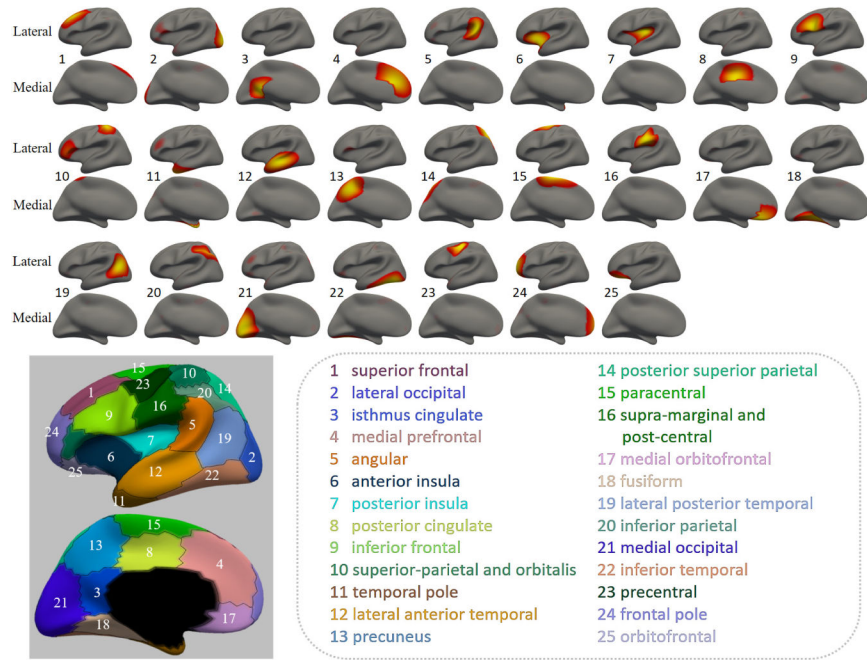 Lateral
1 2 3 4 5 6 7 8 9
Medial
Lateral
10 11 12 13 14 15 16 17 18
Medial
Lateral
19 20 21 22 23 24 25
Medial
15
10
23
1
20
14
9
16
24
5
7
19
6
25
12
2
22
11
15
13
8
4
3
21
17
18
1 superior frontal
2 lateral occipital
3 isthmus cingulate
4 medial prefrontal
5 angular
6 anterior insula
7 posterior insula
8 posterior cingulate
9 inferior frontal
10 superior-parietal and orbitalis
11 temporal pole
12 lateral anterior temporal
13 precuneus
14 posterior superior parietal
15 paracentral
16 supra-marginal and
post-central
17 medial orbitofrontal
18 fusiform
19 lateral posterior temporal
20 inferior parietal
21 medial occipital
22 inferior temporal
23 precentral
24 frontal pole
25 orbitofrontal